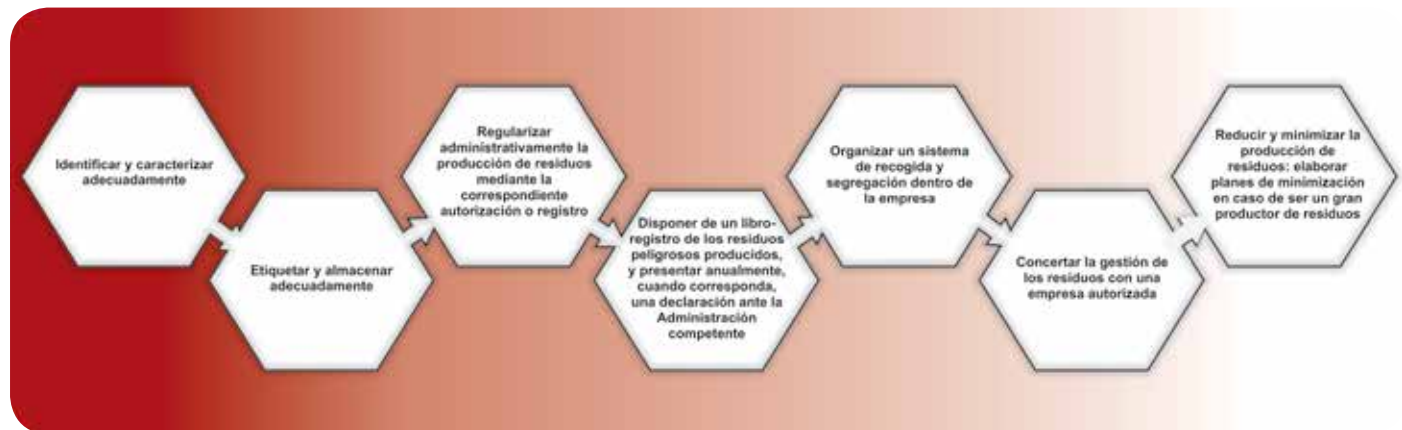 Identificar y caracterizar
adecuadamente
Etiquetar y almacenar
adecuadamente
Regularizar
administrativamente la
producción de residuos
mediante la
correspondiente
autorización o registro
Disponer de un libro-
registro de los residuos
peligrosos producidos,
y presentar anualmente,
cuando corresponda,
una declaración ante la
Administración
competente
Organizar un sistema
de recogida y
segregación dentro de
la empresa
Concertar la gestión de
los residuos con una
empresa autorizada
Reducir y minimizar la
producción de
residuos: elaborar
planes de minimización
en caso de ser un gran
productor de residuos